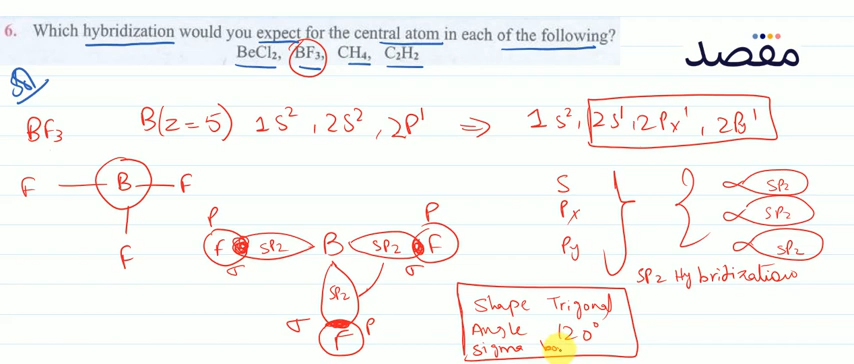 6. Which hybridization would you expect for the central atom in each of the following?
BeCl₂, BF₃, CH₄, C₂H₂
مقصد
Sol
BF₃ B(z=5) 1S², 2S², 2P¹ ⇒ 1S², 2S¹, 2Px¹, 2
F B F
F
S SP₂
Px SP₂
Py SP₂
SP₂ Hybridization
P P
F SP₂ B SP₂ F
σ σ
SP₂
σ F P
Shape Trigonal
Angle 120°
Sigma